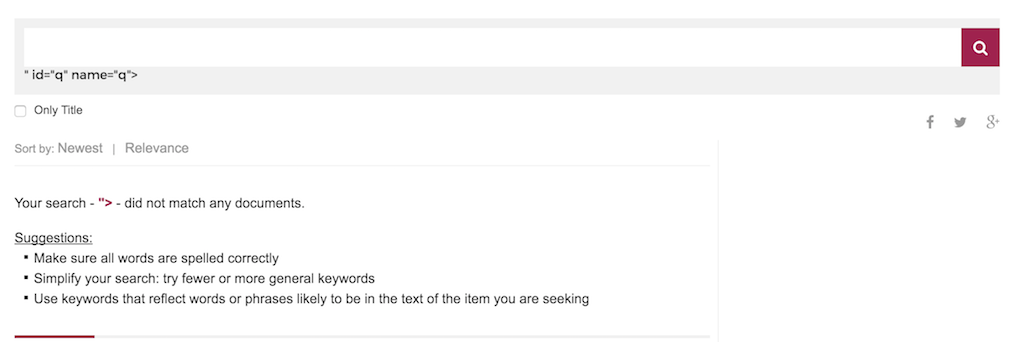 " id="q" name="q">
Only Title
Sort by: Newest | Relevance
Your search - "> - did not match any documents.
Suggestions:
▪ Make sure all words are spelled correctly
▪ Simplify your search: try fewer or more general keywords
▪ Use keywords that reflect words or phrases likely to be in the text of the item you are seeking